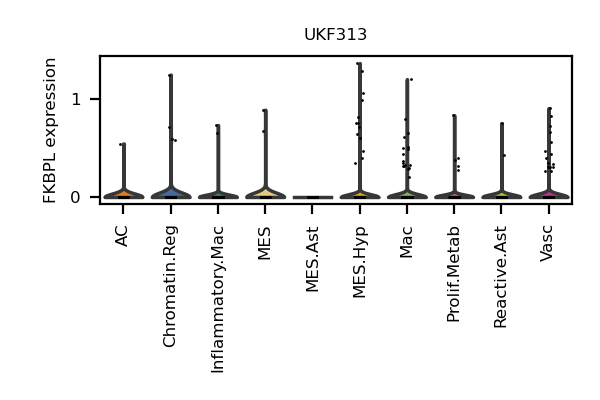 UKF313
FKBPL expression
1
0
AC
Chromatin.Reg
Inflammatory.Mac
MES
MES.Ast
MES.Hyp
Mac
Prolif.Metab
Reactive.Ast
Vasc